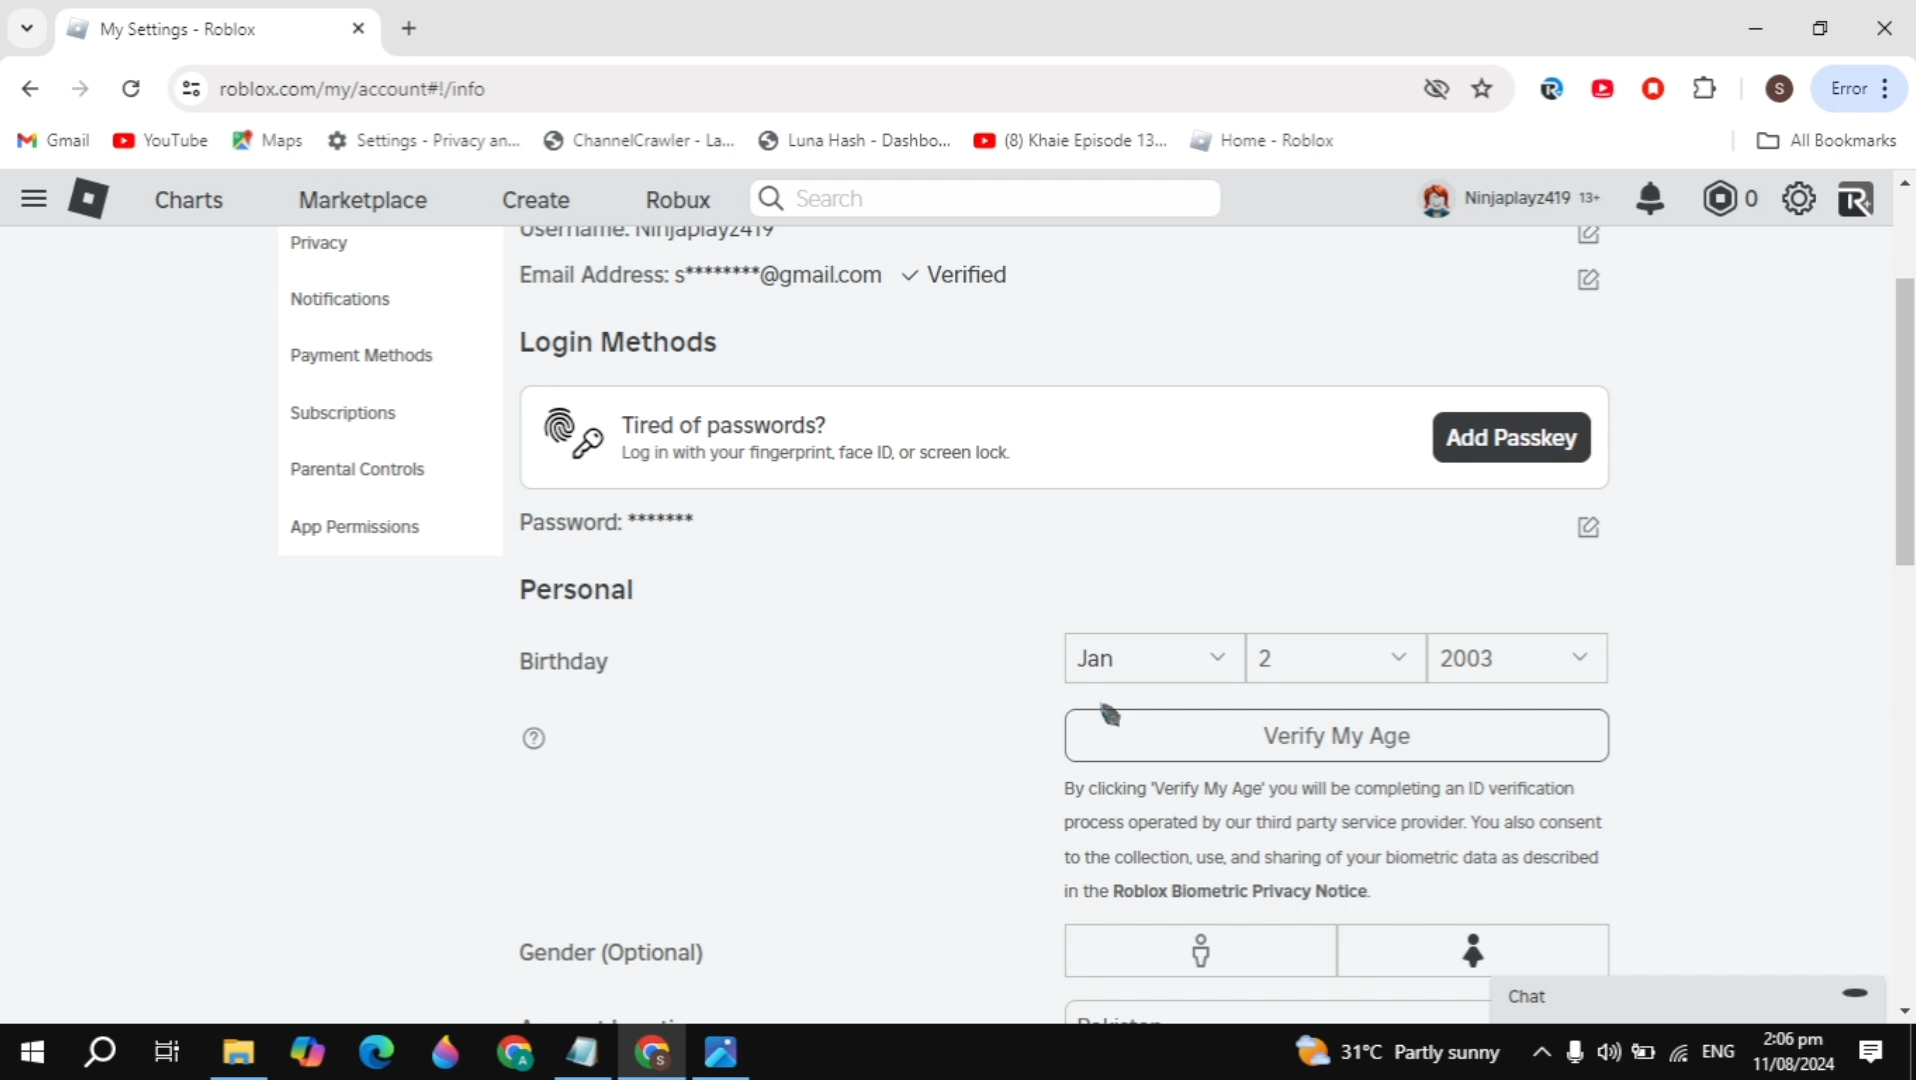 My Settings - Roblox
roblox.com/my/account#!/info
Error
Gmail
YouTube
Maps
Settings - Privacy an...
ChannelCrawler - La...
Luna Hash - Dashbo...
(8) Khaie Episode 13...
Home - Roblox
All Bookmarks
Charts
Marketplace
Create
Robux
Search
Ninjaplayz419 13+
0
Privacy
Notifications
Payment Methods
Subscriptions
Parental Controls
App Permissions
Username: Ninjaplayz419
Email Address: s********@gmail.com ✓ Verified
Login Methods
Tired of passwords?
Log in with your fingerprint, face ID, or screen lock.
Add Passkey
Password: *******
Personal
Birthday
Jan
2
2003
Verify My Age
By clicking 'Verify My Age' you will be completing an ID verification
process operated by our third party service provider. You also consent
to the collection, use, and sharing of your biometric data as described
in the Roblox Biometric Privacy Notice.
Gender (Optional)
Chat
Pakistan
31°C Partly sunny
ENG
2:06 pm
11/08/2024